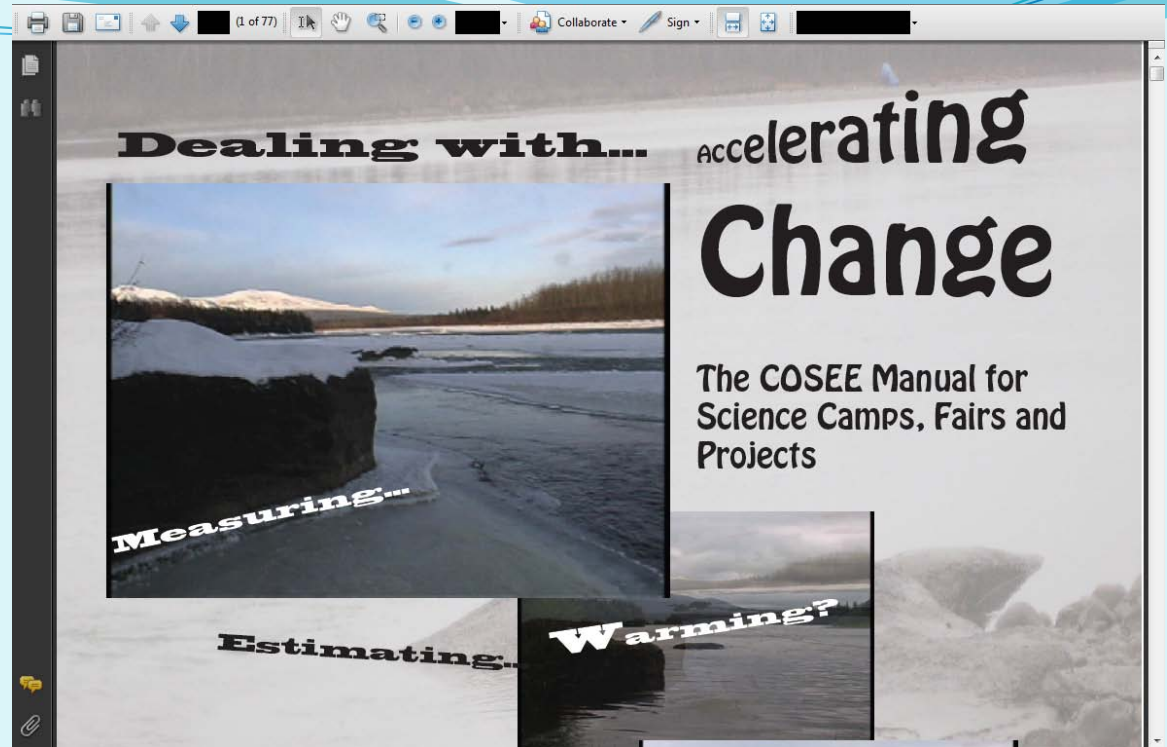 (1 of 77) Collaborate Sign
Dealing with... Accelerating
Change
The COSEE Manual for
Science Camps, Fairs and
Projects
Measuring...
Warming?
Estimating...